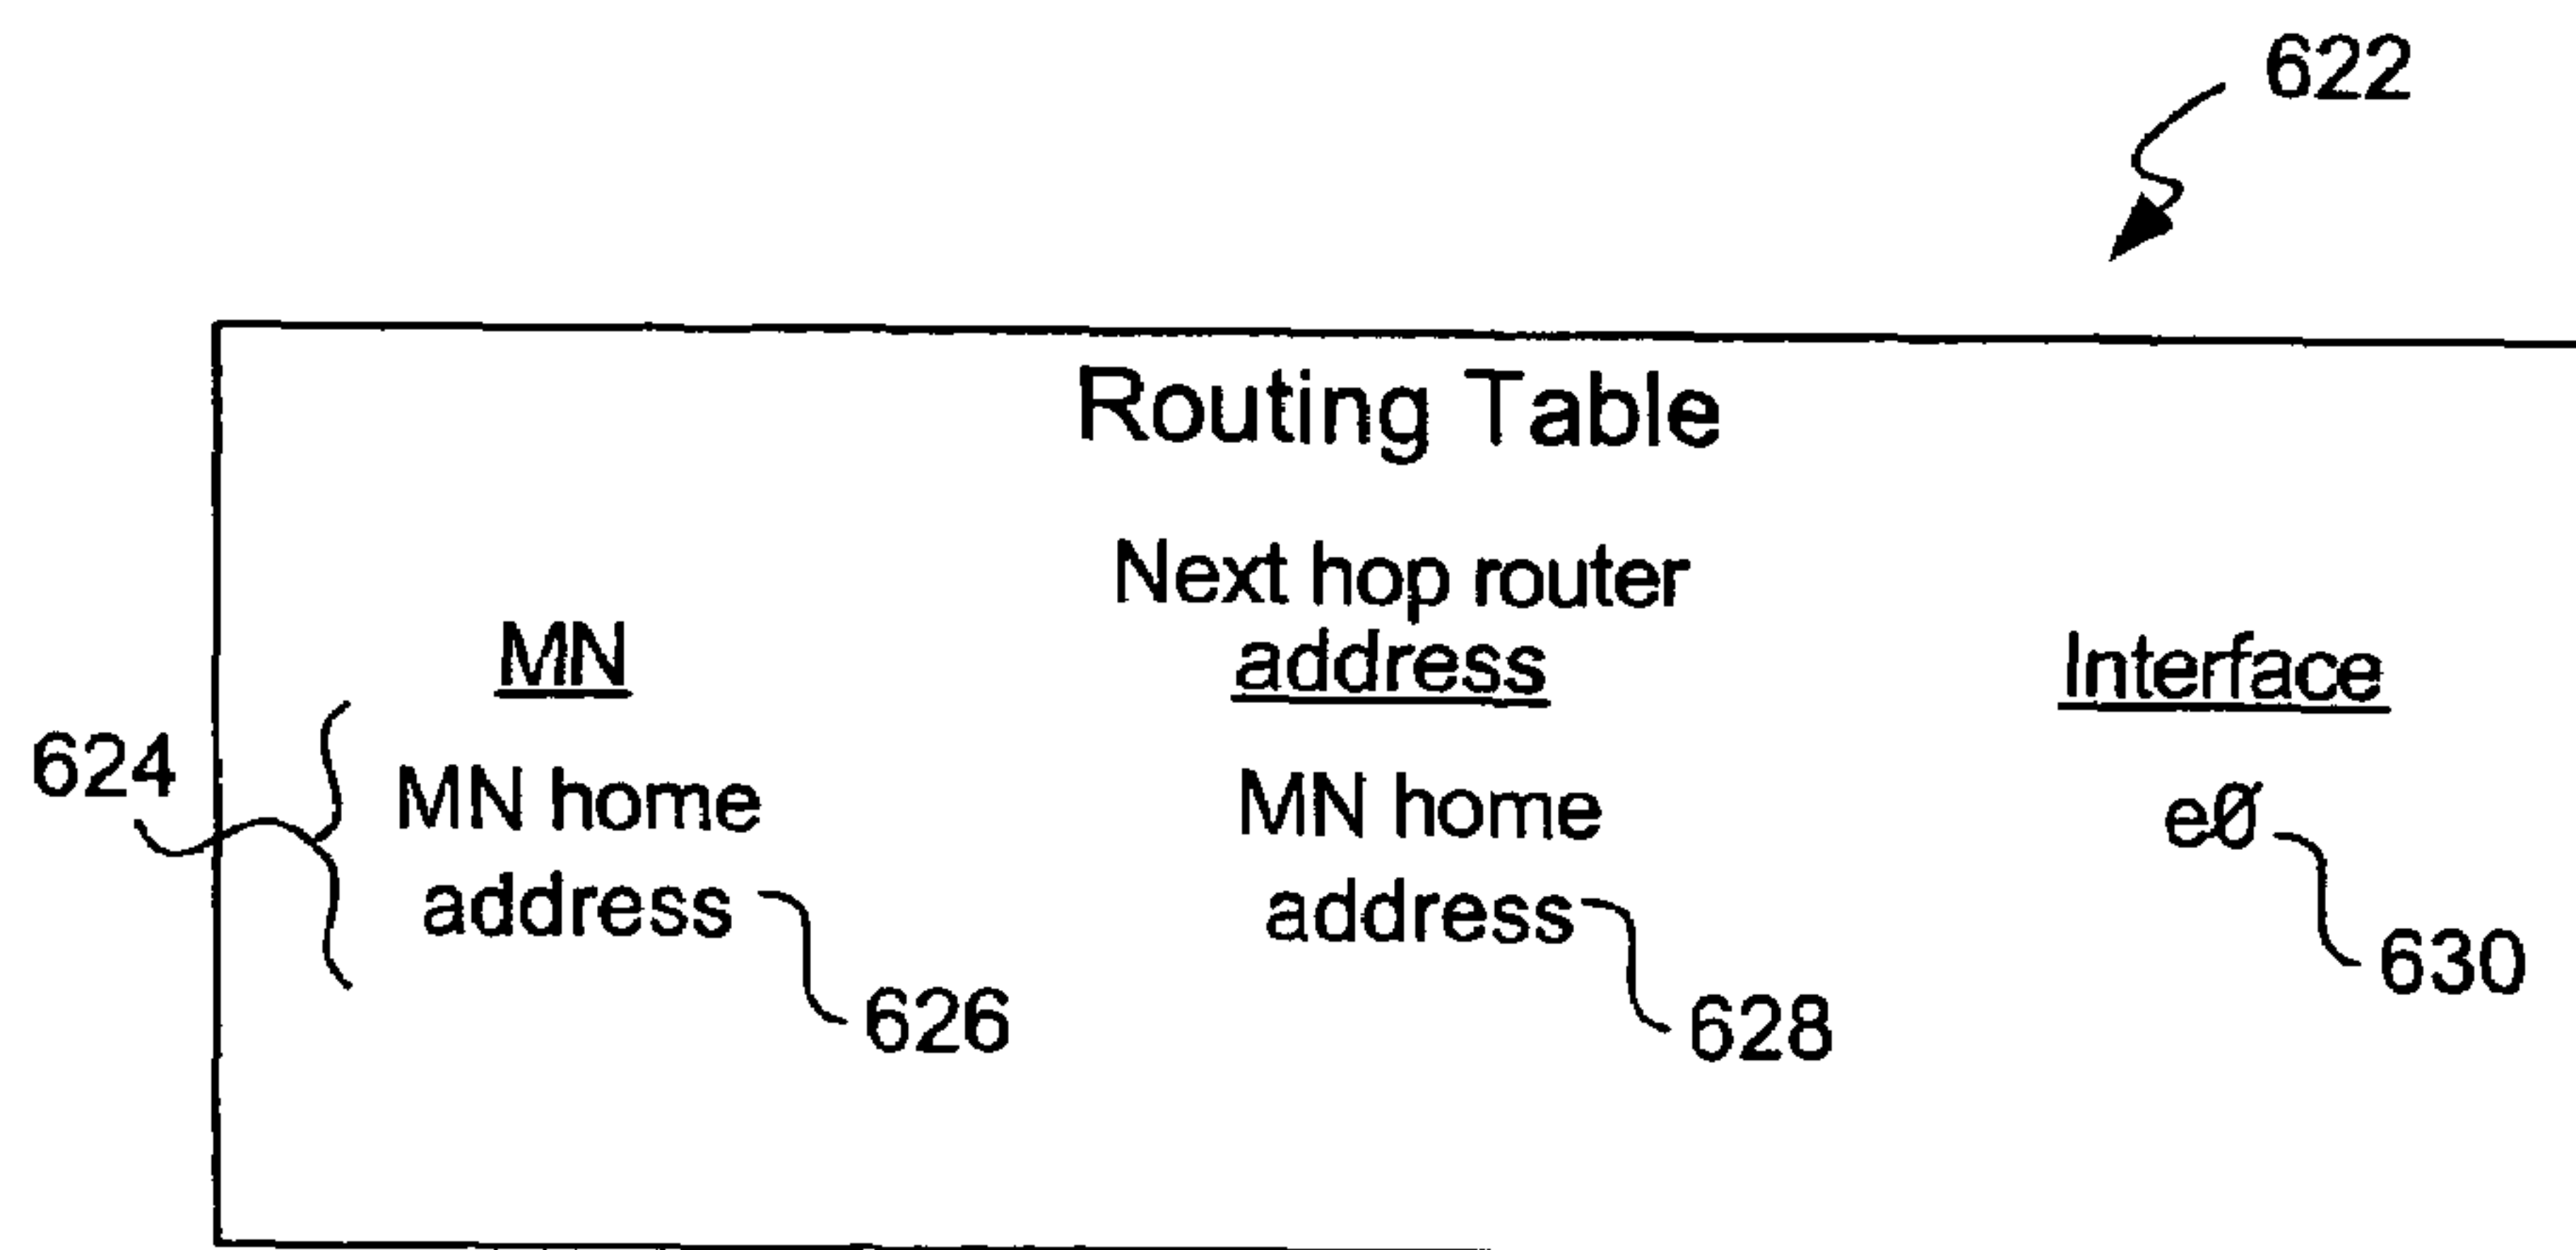 622
Routing Table
Next hop router
MN address Interface
624 MN home MN home eØ
address address 630
626 628